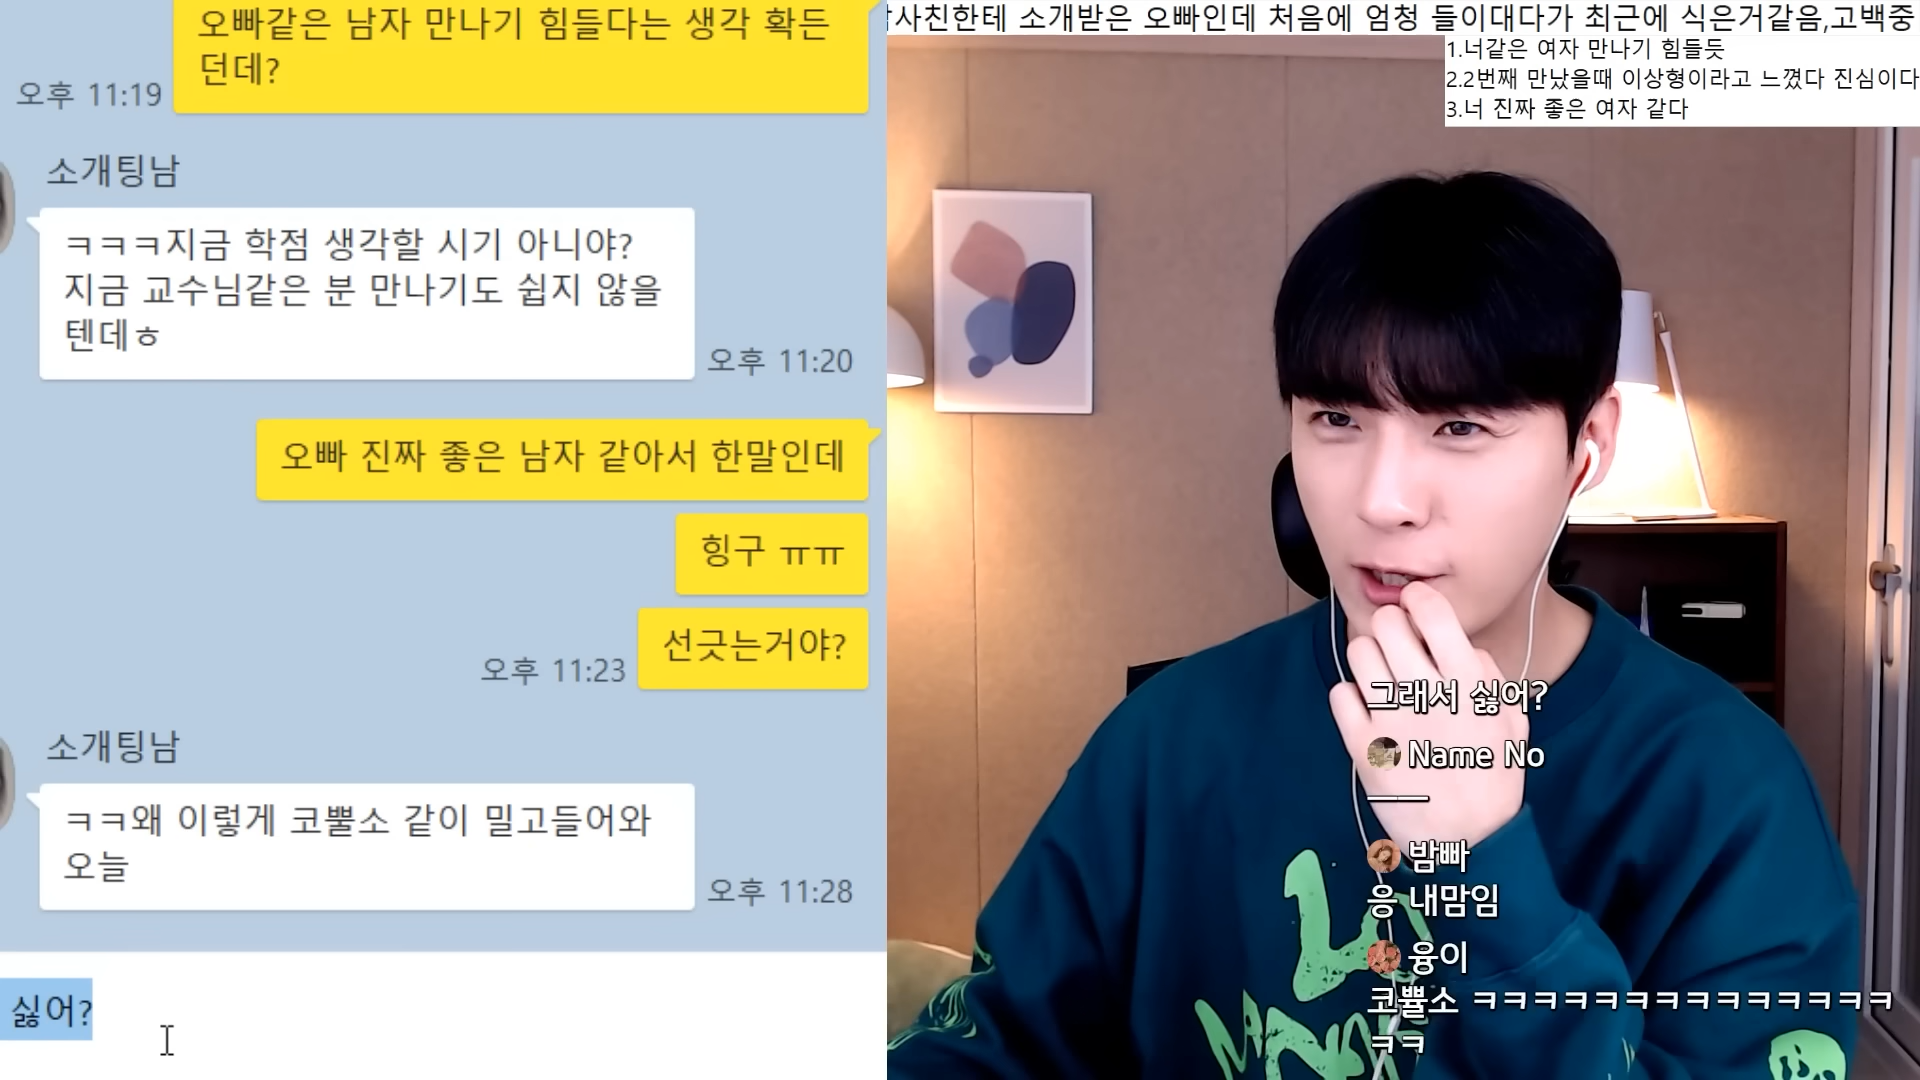 오빠같은 남자 만나기 힘들다는 생각 확든
던데?
오후 11:19
소개팅남
ㅋㅋㅋ지금 학점 생각할 시기 아니야?
지금 교수님같은 분 만나기도 쉽지 않을
텐데ㅎ
오후 11:20
오빠 진짜 좋은 남자 같아서 한말인데
힝구 ㅠㅠ
선긋는거야?
오후 11:23
소개팅남
ㅋㅋ왜 이렇게 코뿔소 같이 밀고들어와
오늘
오후 11:28
싫어?
사친한테 소개받은 오빠인데 처음에 엄청 들이대다가 최근에 식은거같음,고백중
1.너같은 여자 만나기 힘들듯
2.2번째 만났을때 이상형이라고 느꼈다 진심이다
3.너 진짜 좋은 여자 같다
그래서 싫어?
Name No
ㅡㅡ
밤빠
응 내맘임
융이
코쁄소 ㅋㅋㅋㅋㅋㅋㅋㅋㅋㅋㅋㅋㅋㅋ
ㅋㅋ